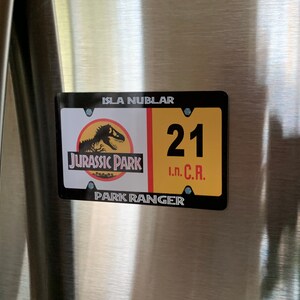 ISLA NUBLAR
JURASSIC PARK
21
I.n. C.R.
PARK RANGER